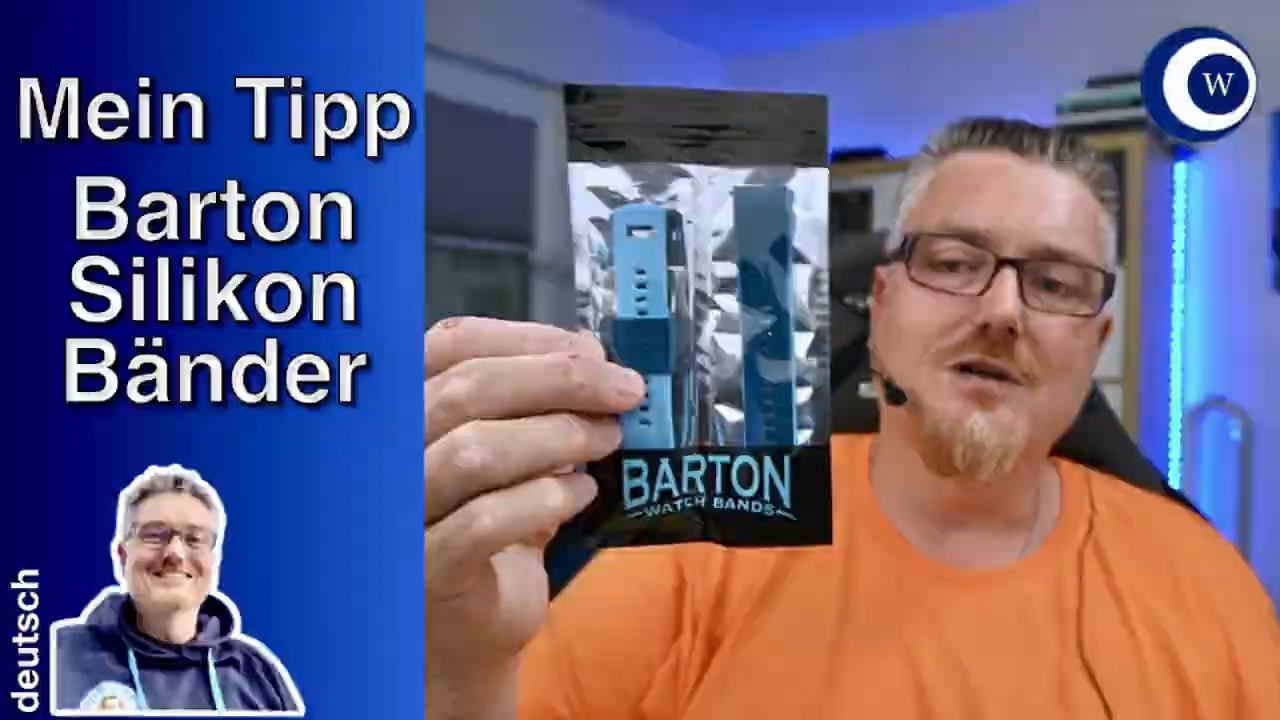 Mein Tipp
Barton
Silikon
Bänder
deutsch
BARTON
WATCH BANDS
W